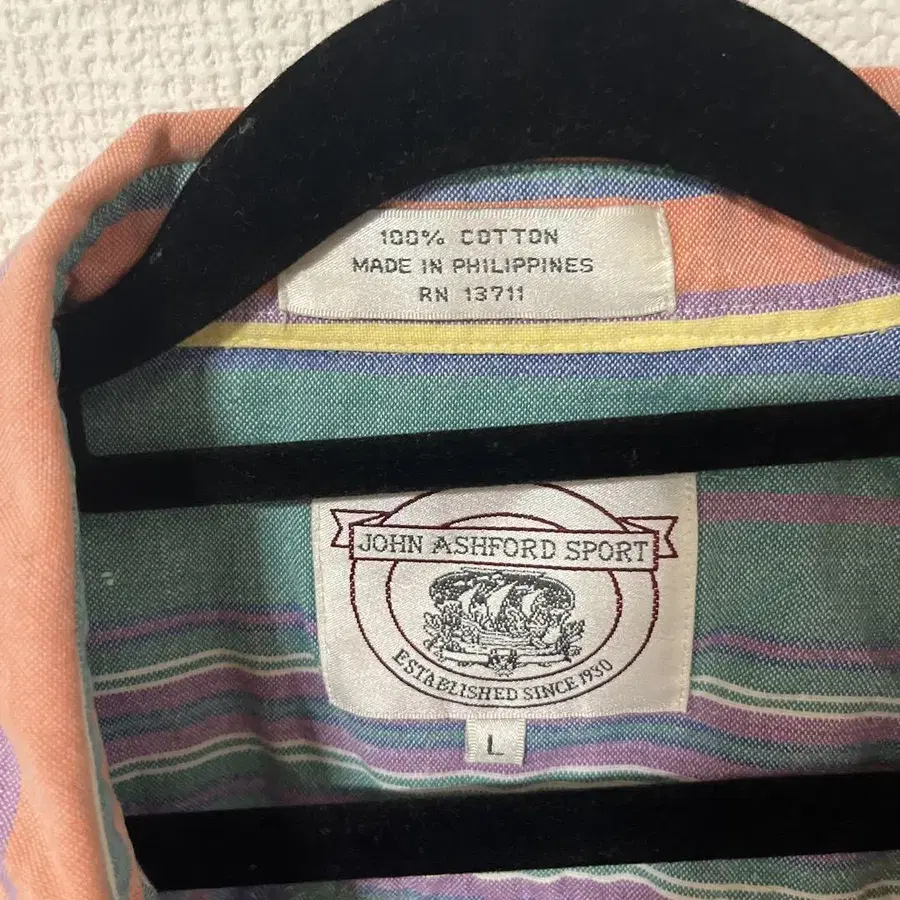 100% COTTON
MADE IN PHILIPPINES
RN 13711
JOHN ASHFORD SPORT
ESTABLISHED SINCE 1930
L